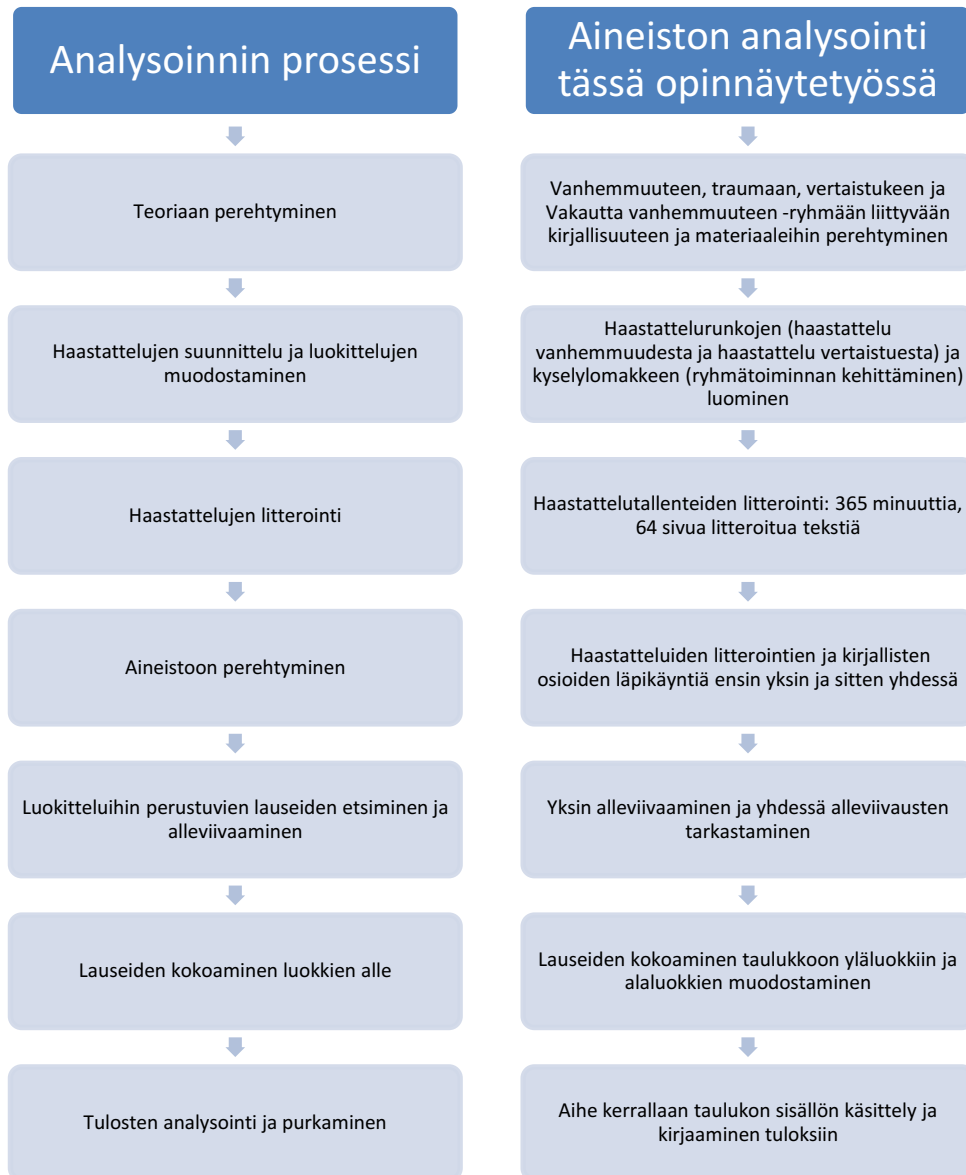 Analysoinnin prosessi
Teoriaan perehtyminen
Haastattelujen suunnittelu ja luokittelujen
muodostaminen
Haastattelujen litterointi
Aineistoon perehtyminen
Luokitteluihin perustuvien lauseiden etsiminen ja
alleviivaaminen
Lauseiden kokoaminen luokkien alle
Tulosten analysointi ja purkaminen
Aineiston analysointi
tässä opinnäytetyössä
Vanhemmuuteen, traumaan, vertaistukeen ja
Vakautta vanhemmuuteen -ryhmään liittyvään
kirjallisuuteen ja materiaaleihin perehtyminen
Haastattelurunkojen (haastattelu
vanhemmuudesta ja haastattelu vertaistuesta) ja
kyselylomakkeen (ryhmätoiminnan kehittäminen)
luominen
Haastattelutallenteiden litterointi: 365 minuuttia,
64 sivua litteroitua tekstiä
Haastatteluiden litterointien ja kirjallisten
osioiden läpikäyntiä ensin yksin ja sitten yhdessä
Yksin alleviivaaminen ja yhdessä alleviivausten
tarkastaminen
Lauseiden kokoaminen taulukkoon yläluokkiin ja
alaluokkien muodostaminen
Aihe kerrallaan taulukon sisällön käsittely ja
kirjaaminen tuloksiin